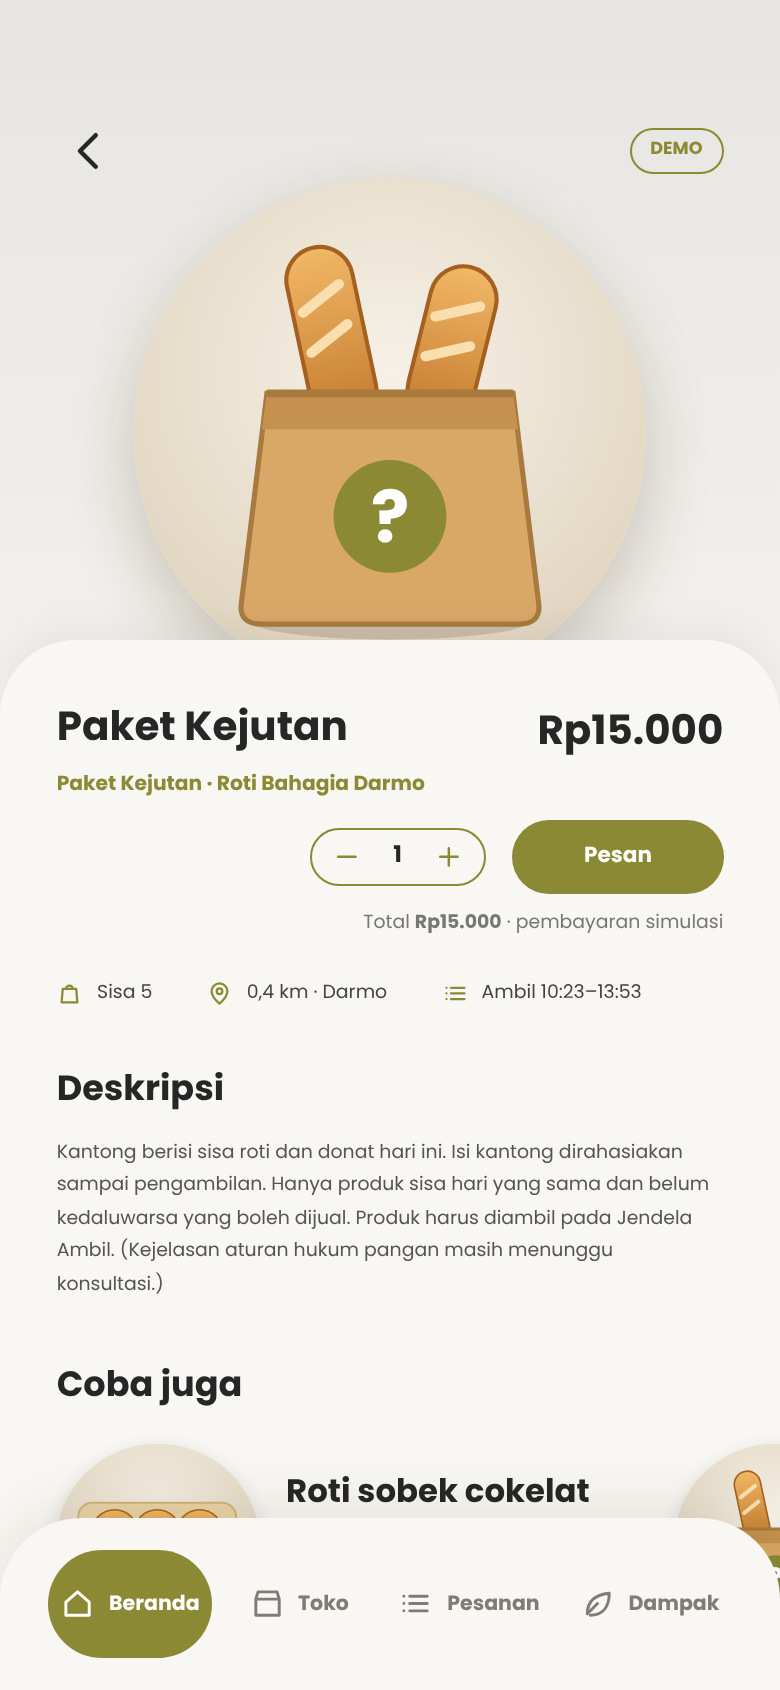 DEMO
?
Paket Kejutan
Rp15.000
Paket Kejutan · Roti Bahagia Darmo
1
Pesan
Total Rp15.000 · pembayaran simulasi
Sisa 5
0,4 km · Darmo
Ambil 10:23–13:53
Deskripsi
Kantong berisi sisa roti dan donat hari ini. Isi kantong dirahasiakan
sampai pengambilan. Hanya produk sisa hari yang sama dan belum
kedaluwarsa yang boleh dijual. Produk harus diambil pada Jendela
Ambil. (Kejelasan aturan hukum pangan masih menunggu
konsultasi.)
Coba juga
Roti sobek cokelat
Beranda
Toko
Pesanan
Dampak